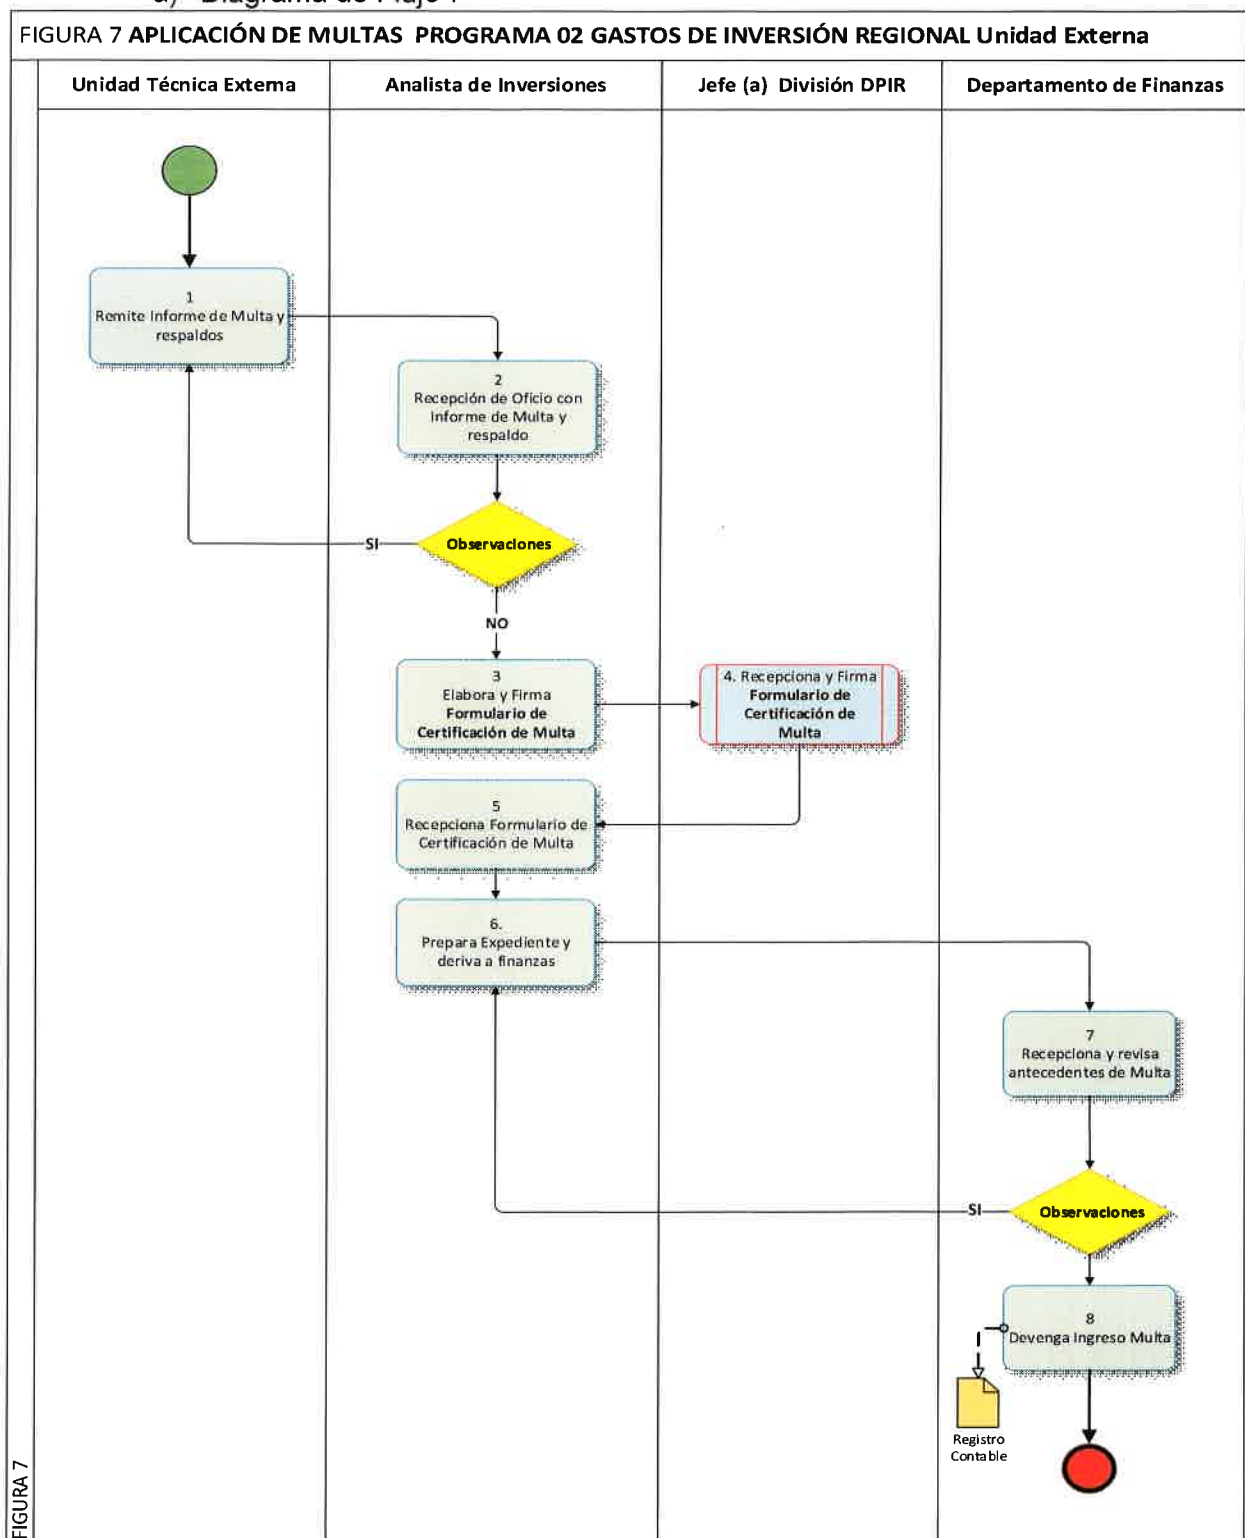 FIGURA 7 APLICACIÓN DE MULTAS PROGRAMA 02 GASTOS DE INVERSIÓN REGIONAL Unidad Externa
Unidad Técnica Externa
Analista de Inversiones
Jefe (a) División DPIR
Departamento de Finanzas
1
Remite Informe de Multa y
respaldos
2
Recepción de Oficio con
Informe de Multa y
respaldo
SI
Observaciones
NO
3
Elabora y Firma
Formulario de
Certificación de Multa
4. Recepciona y Firma
Formulario de
Certificación de
Multa
5
Recepciona Formulario de
Certificación de Multa
6.
Prepara Expediente y
deriva a finanzas
7
Recepciona y revisa
antecedentes de Multa
SI
Observaciones
8
Devenga Ingreso Multa
Registro
Contable
FIGURA 7